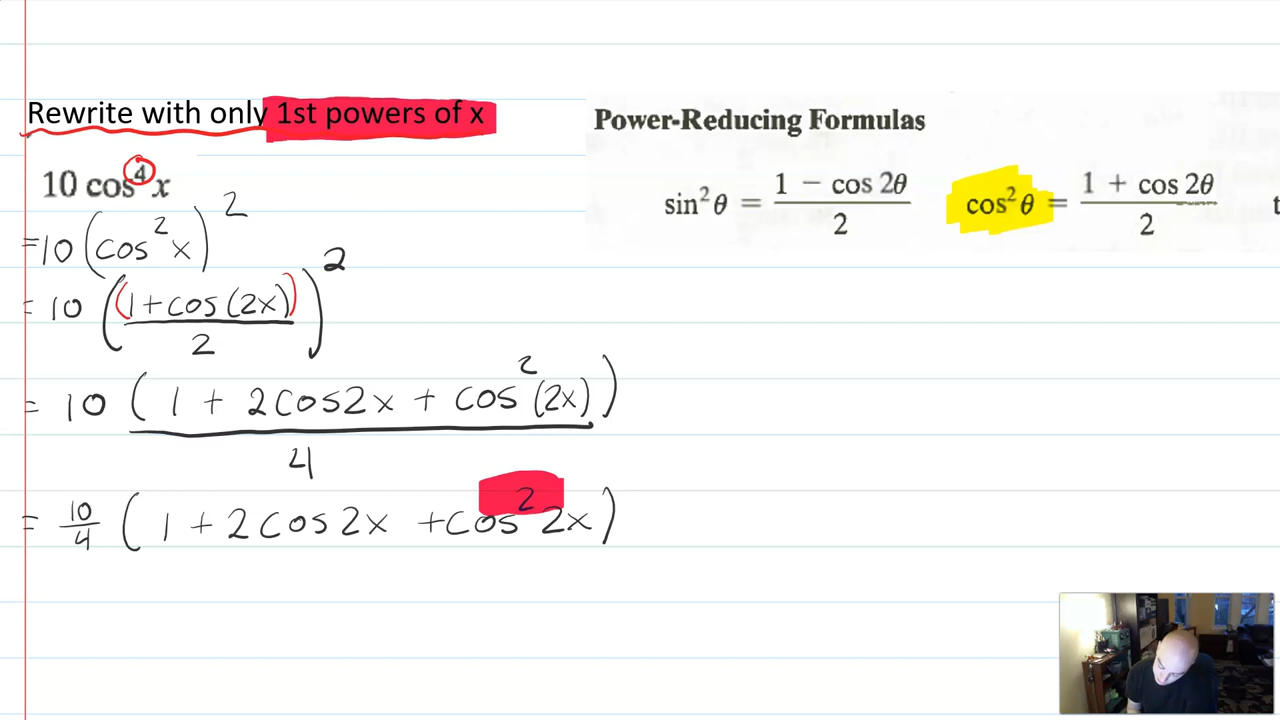 Rewrite with only 1st powers of x
10 cos⁴ x
= 10 (cos² x)²
= 10 ((1 + cos (2x))/2)²
= 10 (1 + 2cos2x + cos² (2x))/4
= 10/4 (1 + 2cos2x + cos² 2x)
Power-Reducing Formulas
sin² θ = (1 − cos 2θ)/2    cos² θ = (1 + cos 2θ)/2    t